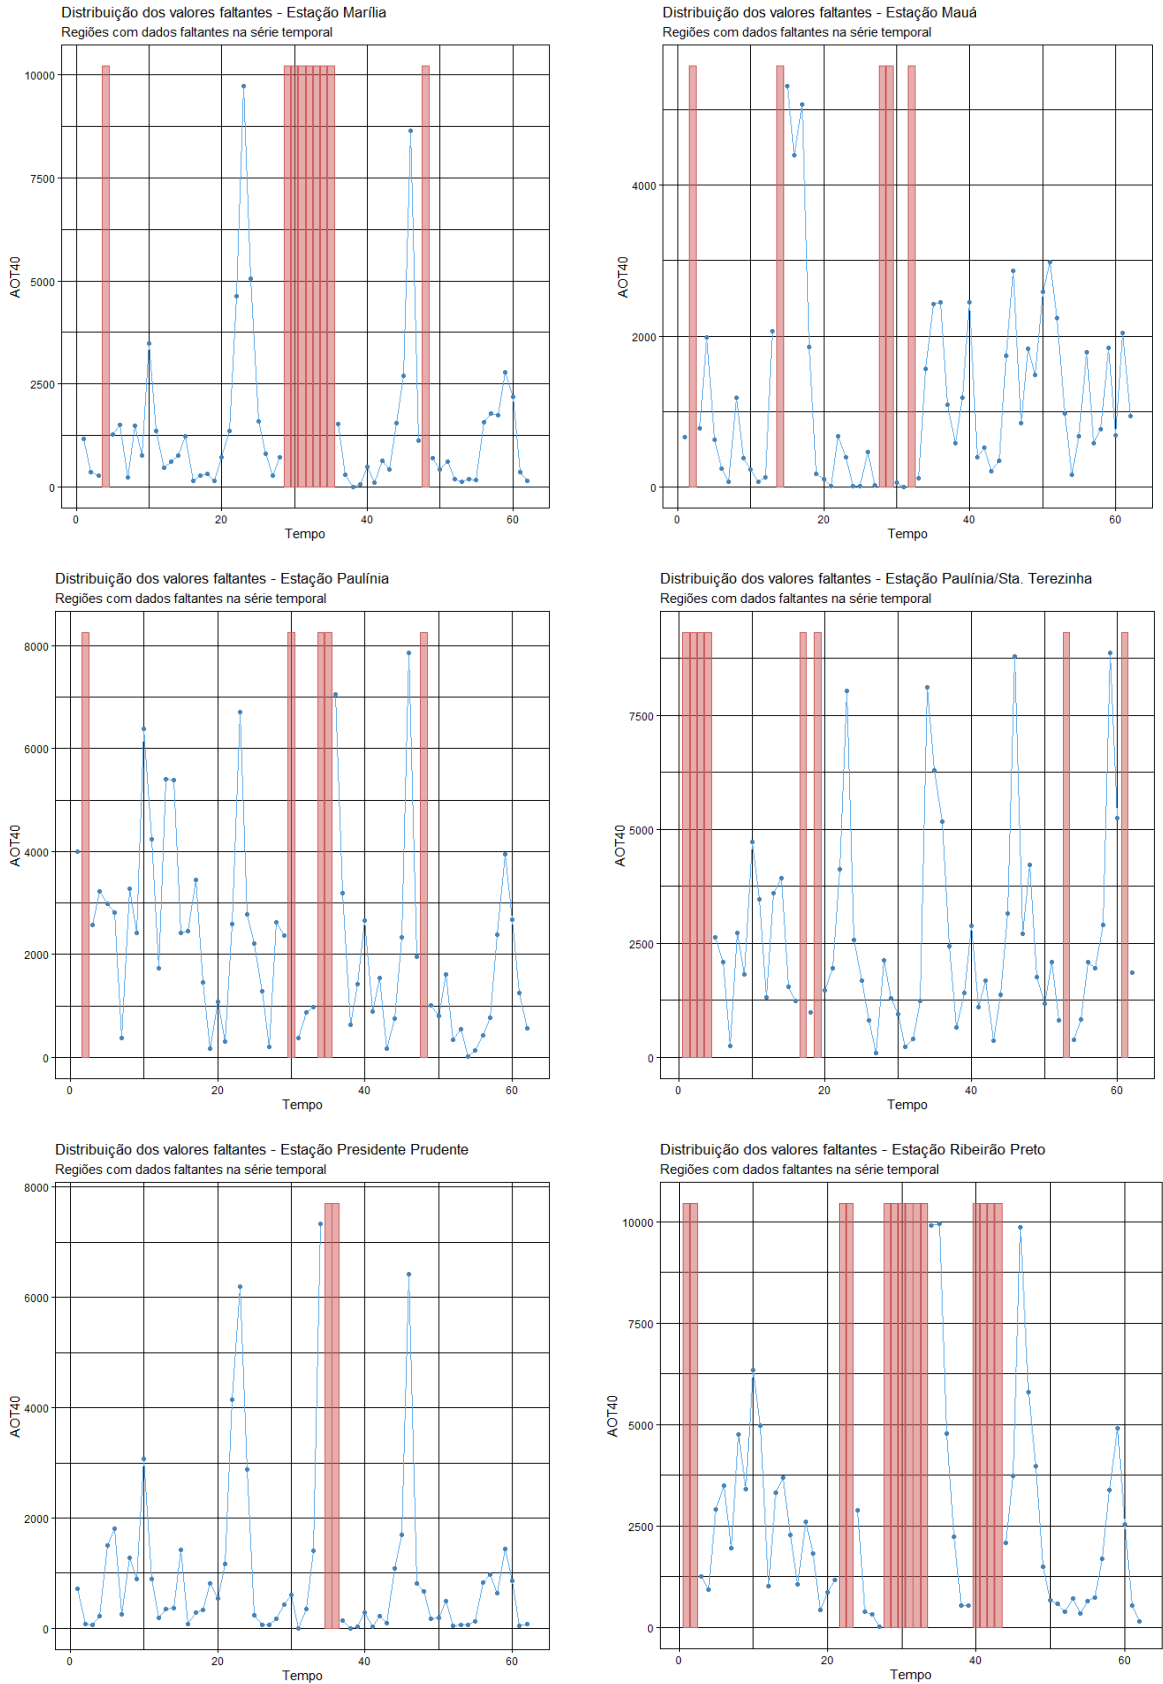 Distribuição dos valores faltantes - Estação Marília
Regiões com dados faltantes na série temporal
10000
7500
5000
2500
0
AOT40
0 20 40 60
Tempo
Distribuição dos valores faltantes - Estação Mauá
Regiões com dados faltantes na série temporal
4000
2000
0
AOT40
0 20 40 60
Tempo
Distribuição dos valores faltantes - Estação Paulínia
Regiões com dados faltantes na série temporal
8000
6000
4000
2000
0
AOT40
0 20 40 60
Tempo
Distribuição dos valores faltantes - Estação Paulínia/Sta. Terezinha
Regiões com dados faltantes na série temporal
7500
5000
2500
0
AOT40
0 20 40 60
Tempo
Distribuição dos valores faltantes - Estação Presidente Prudente
Regiões com dados faltantes na série temporal
8000
6000
4000
2000
0
AOT40
0 20 40 60
Tempo
Distribuição dos valores faltantes - Estação Ribeirão Preto
Regiões com dados faltantes na série temporal
10000
7500
5000
2500
0
AOT40
0 20 40 60
Tempo